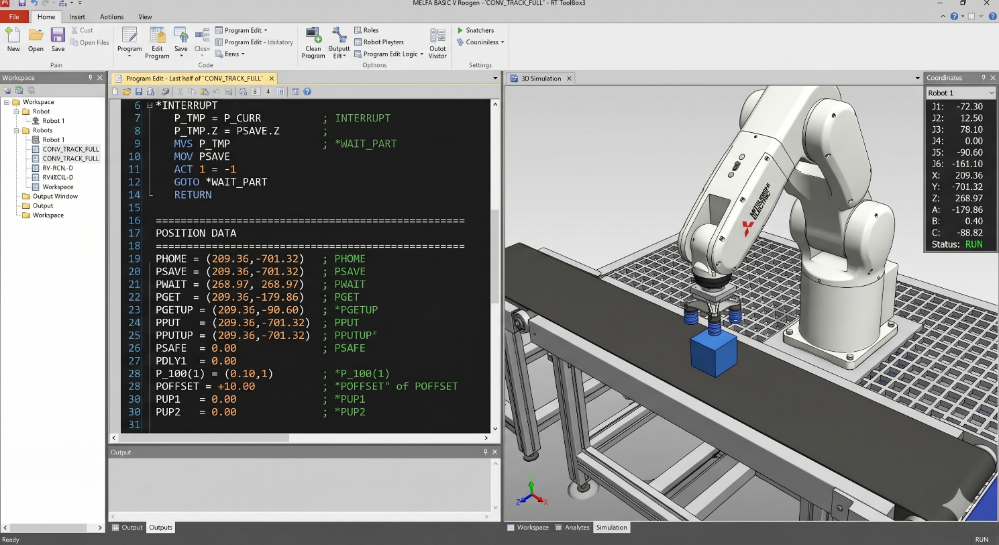 MELFA BASIC V Roogen - ‘CONV_TRACK_FULL’ - RT ToolBox3
File Home Insert Aotiions View
New
Open
Save
Cust
Open Files
Pain
Program
Edit Program
Save
Clesw
Program Edit
Program Edit - Idsitatory
Bems
Code
Clean Program
Outputt Eilt
Roles
Robot Playters
Program Edit Logic
Outot Vivator
Options
Snatchers
Couniniless
Settings
Workspace
Workspace
Robot
Robot 1
Robots
Robot 1
CONV_TRACK_FULL
CONV_TRACK_FULL
RV-RCNL-D
Workspace
Output Window
Output
Workspace
Program Edit - Last half of ‘CONV_TRACK_FULL’
8 4
6 *INTERRUPT
7 P_TMP = P_CURR ; INTERRUPT
8 P_TMP.Z = PSAVE.Z ;
9 MVS P_TMP ; *WAIT_PART
10 MOV PSAVE
11 ACT 1 = -1
12 GOTO *WAIT_PART
14 RETURN
15
16 ==================================================
17 POSITION DATA
18 ==================================================
19 PHOME = (209.36,-701.32) ; PHOME
20 PSAVE = (209.36,-701.32) ; PSAVE
21 PWAIT = (268.97, 268.97) ; PWAIT
22 PGET = (209.36,-179.86) ; PGET
23 PGETUP = (209.36,-90.60) ; *PGETUP
24 PPUT = (209.36,-701.32) ; PPUT
25 PPUTUP = (209.36,-701.32) ; PPUTUP*
26 PSAFE = 0.00 ; PSAFE
27 PDLY1 = 0.00
28 P_100(1) = (0.10,1) ; *P_100(1)
28 POFFSET = +10.00 ; *POFFSET" of POFFSET
30 PUP1 = 0.00 ; *PUP1
30 PUP2 = 0.00 ; *PUP2
31
Output
Output Outputs
3D Simulation
MITSUBISHI
ELECTRIC
Y
Z X
Workspace Analytes Simulation
Coordinates
Robot 1
J1: -72.30
J2: 12.50
J3: 78.10
J4: 0.00
J5: -90.60
J6: -161.10
X: 209.36
Y: -701.32
Z: 268.97
A: -179.86
B: 0.40
C: -88.82
Status: RUN
Ready
RUN